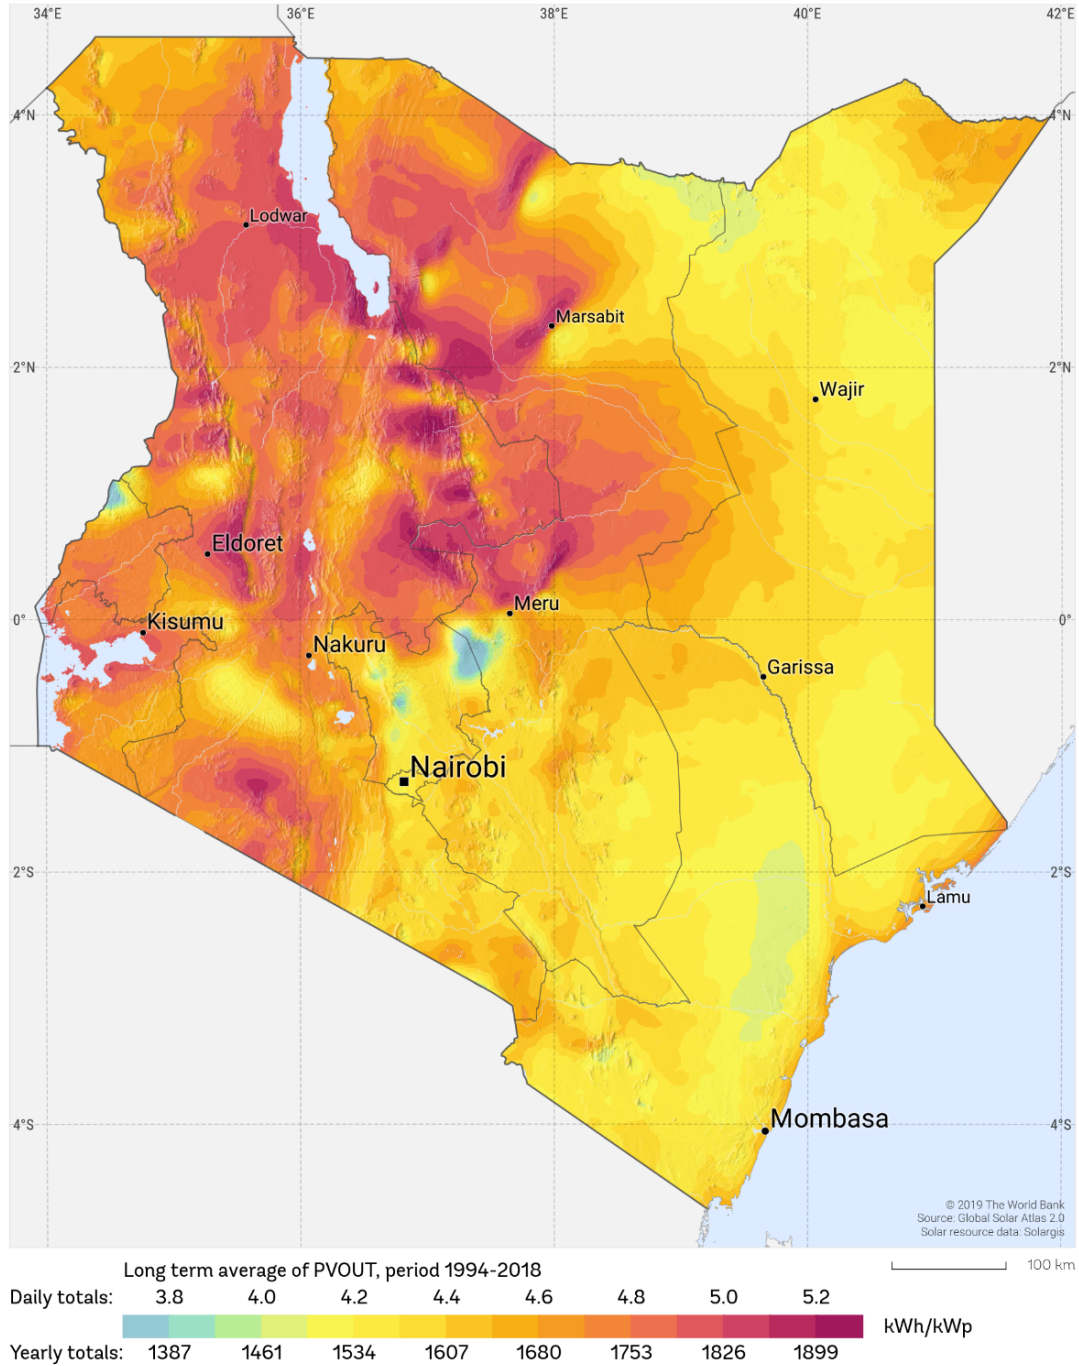 34°E 36°E 38°E 40°E 42°E
4°N 4°N
Lodwar
Marsabit
2°N 2°N
Wajir
Eldoret
Meru
0° 0°
Kisumu
Nakuru
Garissa
Nairobi
2°S 2°S
Lamu
4°S 4°S
Mombasa
© 2019 The World Bank
Source: Global Solar Atlas 2.0
Solar resource data: Solargis
100 km
Long term average of PVOUT, period 1994-2018
Daily totals: 3.8 4.0 4.2 4.4 4.6 4.8 5.0 5.2
kWh/kWp
Yearly totals: 1387 1461 1534 1607 1680 1753 1826 1899